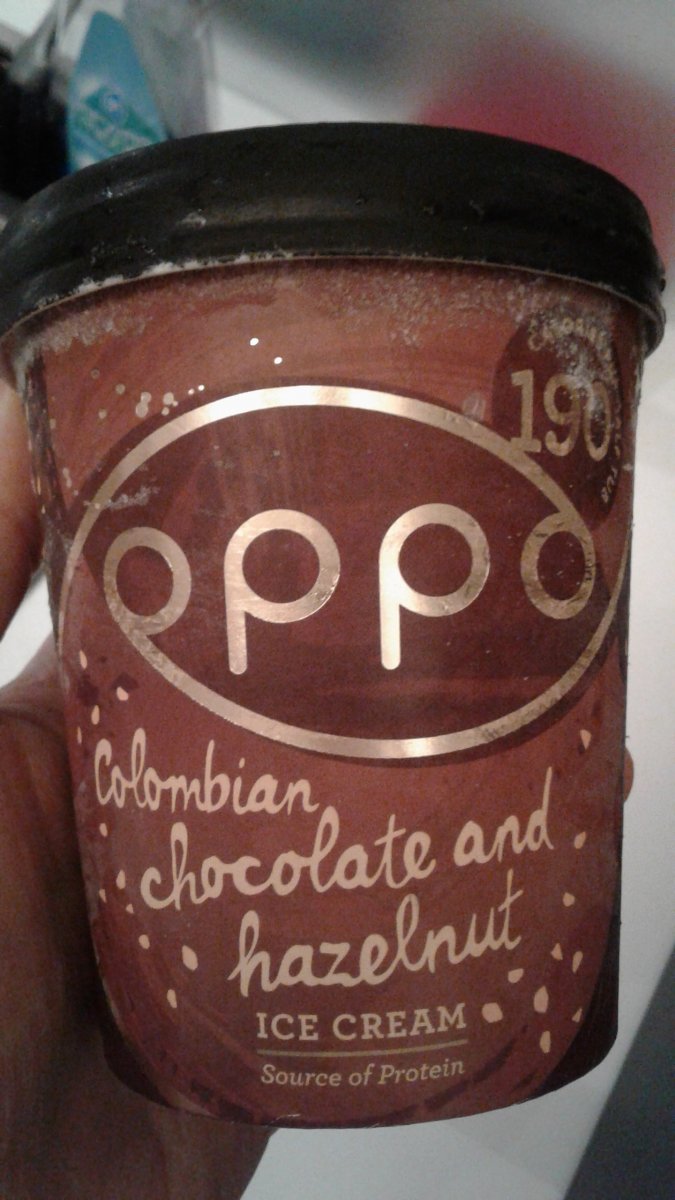 190
oppo
Colombian
chocolate and
hazelnut
ICE CREAM
Source of Protein